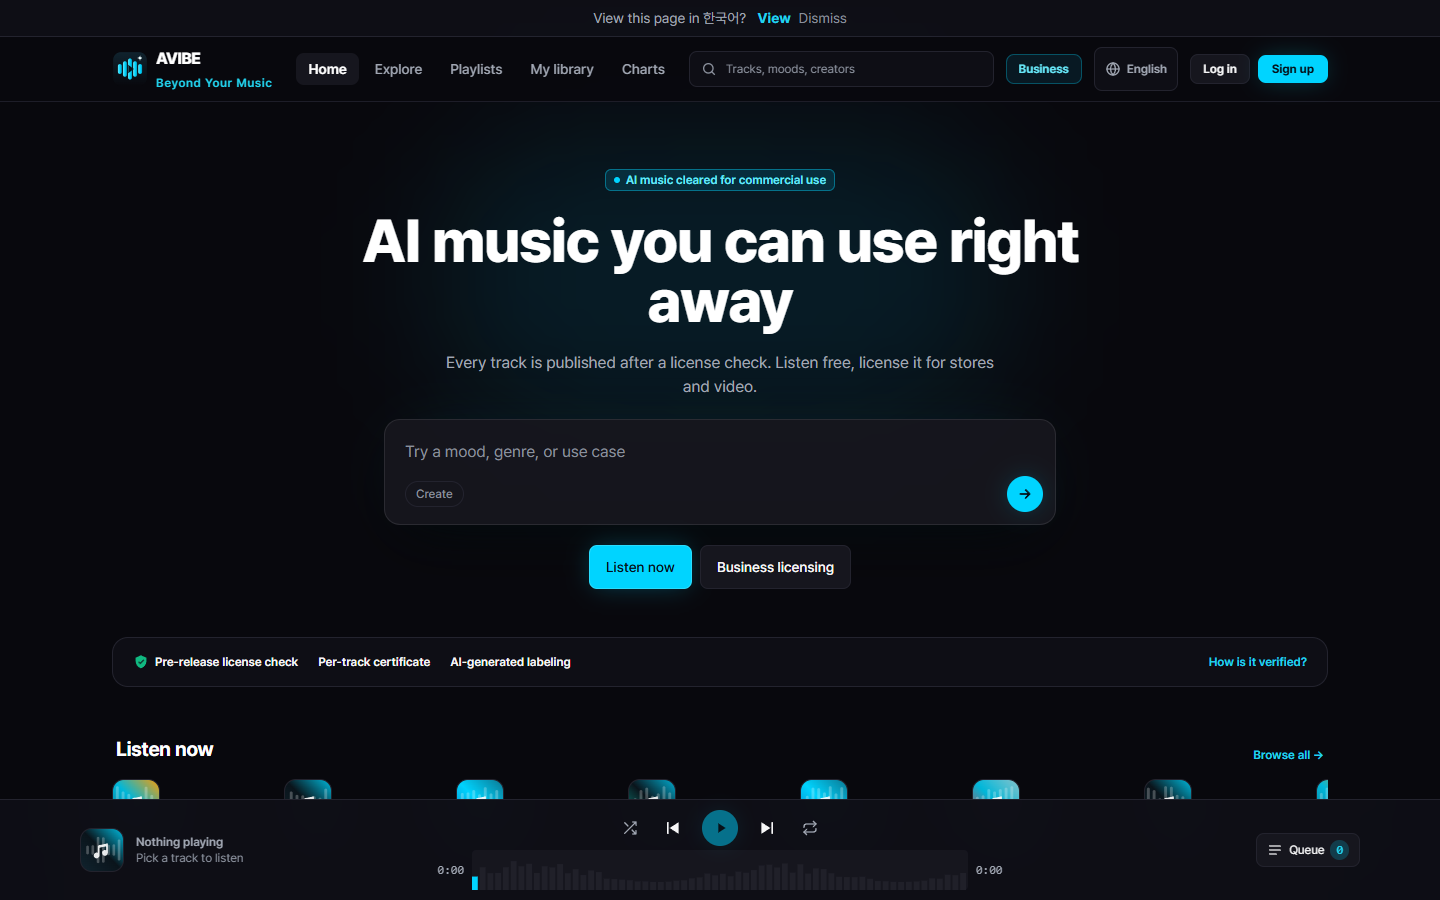 View this page in 한국어? View Dismiss
AVIBE
Beyond Your Music
Home Explore Playlists My library Charts
Tracks, moods, creators
Business English Log in Sign up
AI music cleared for commercial use
AI music you can use right
away
Every track is published after a license check. Listen free, license it for stores
and video.
Try a mood, genre, or use case
Create
Listen now Business licensing
Pre-release license check Per-track certificate AI-generated labeling How is it verified?
Listen now Browse all →
Nothing playing
Pick a track to listen
0:00 0:00
Queue 0